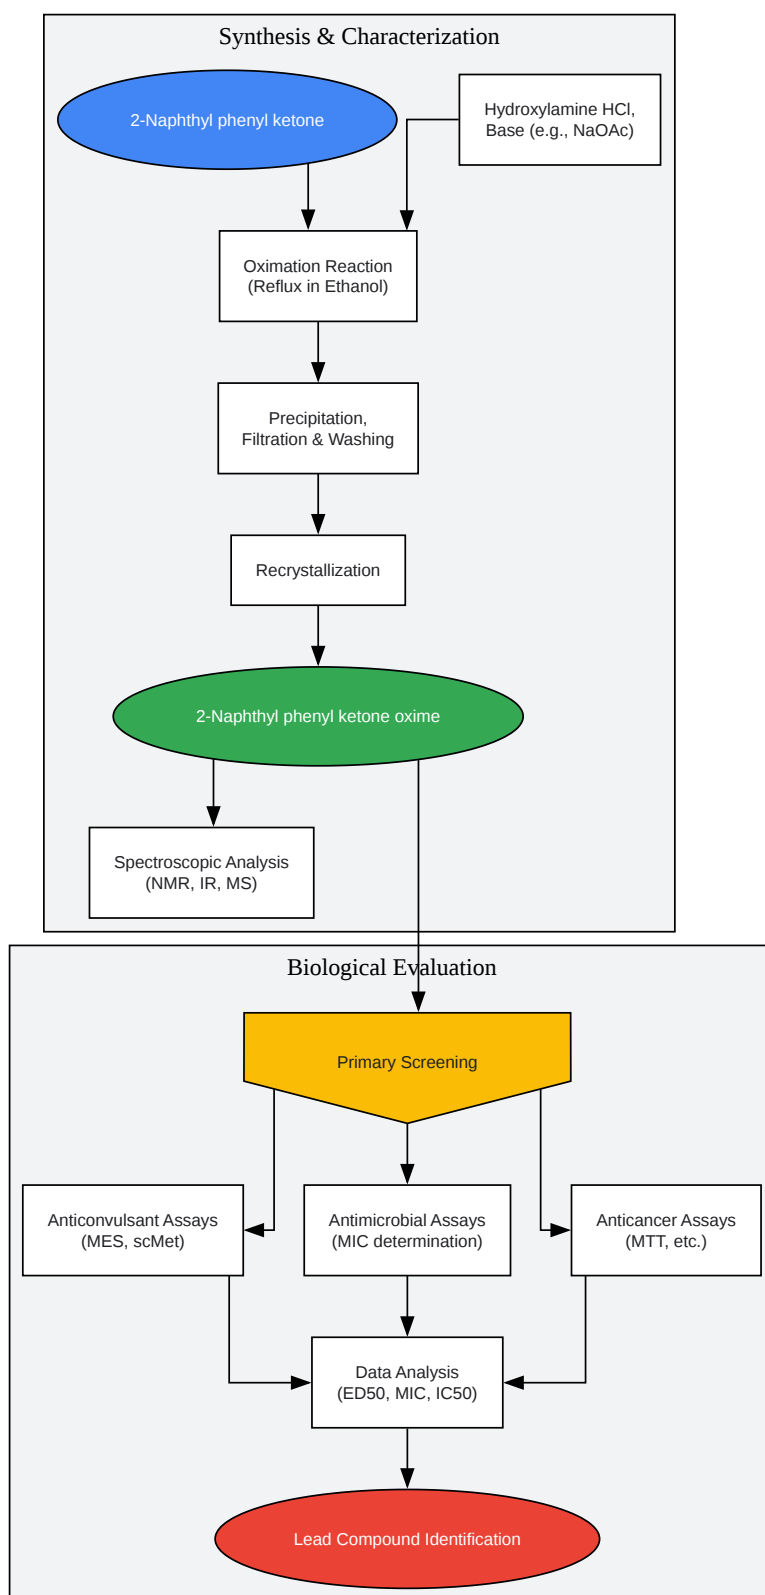 Synthesis & Characterization
2-Naphthyl phenyl ketone
Hydroxylamine HCl,
Base (e.g., NaOAc)
Oximation Reaction
(Reflux in Ethanol)
Precipitation,
Filtration & Washing
Recrystallization
2-Naphthyl phenyl ketone oxime
Spectroscopic Analysis
(NMR, IR, MS)
Biological Evaluation
Primary Screening
Anticonvulsant Assays
(MES, scMet)
Antimicrobial Assays
(MIC determination)
Anticancer Assays
(MTT, etc.)
Data Analysis
(ED50, MIC, IC50)
Lead Compound Identification